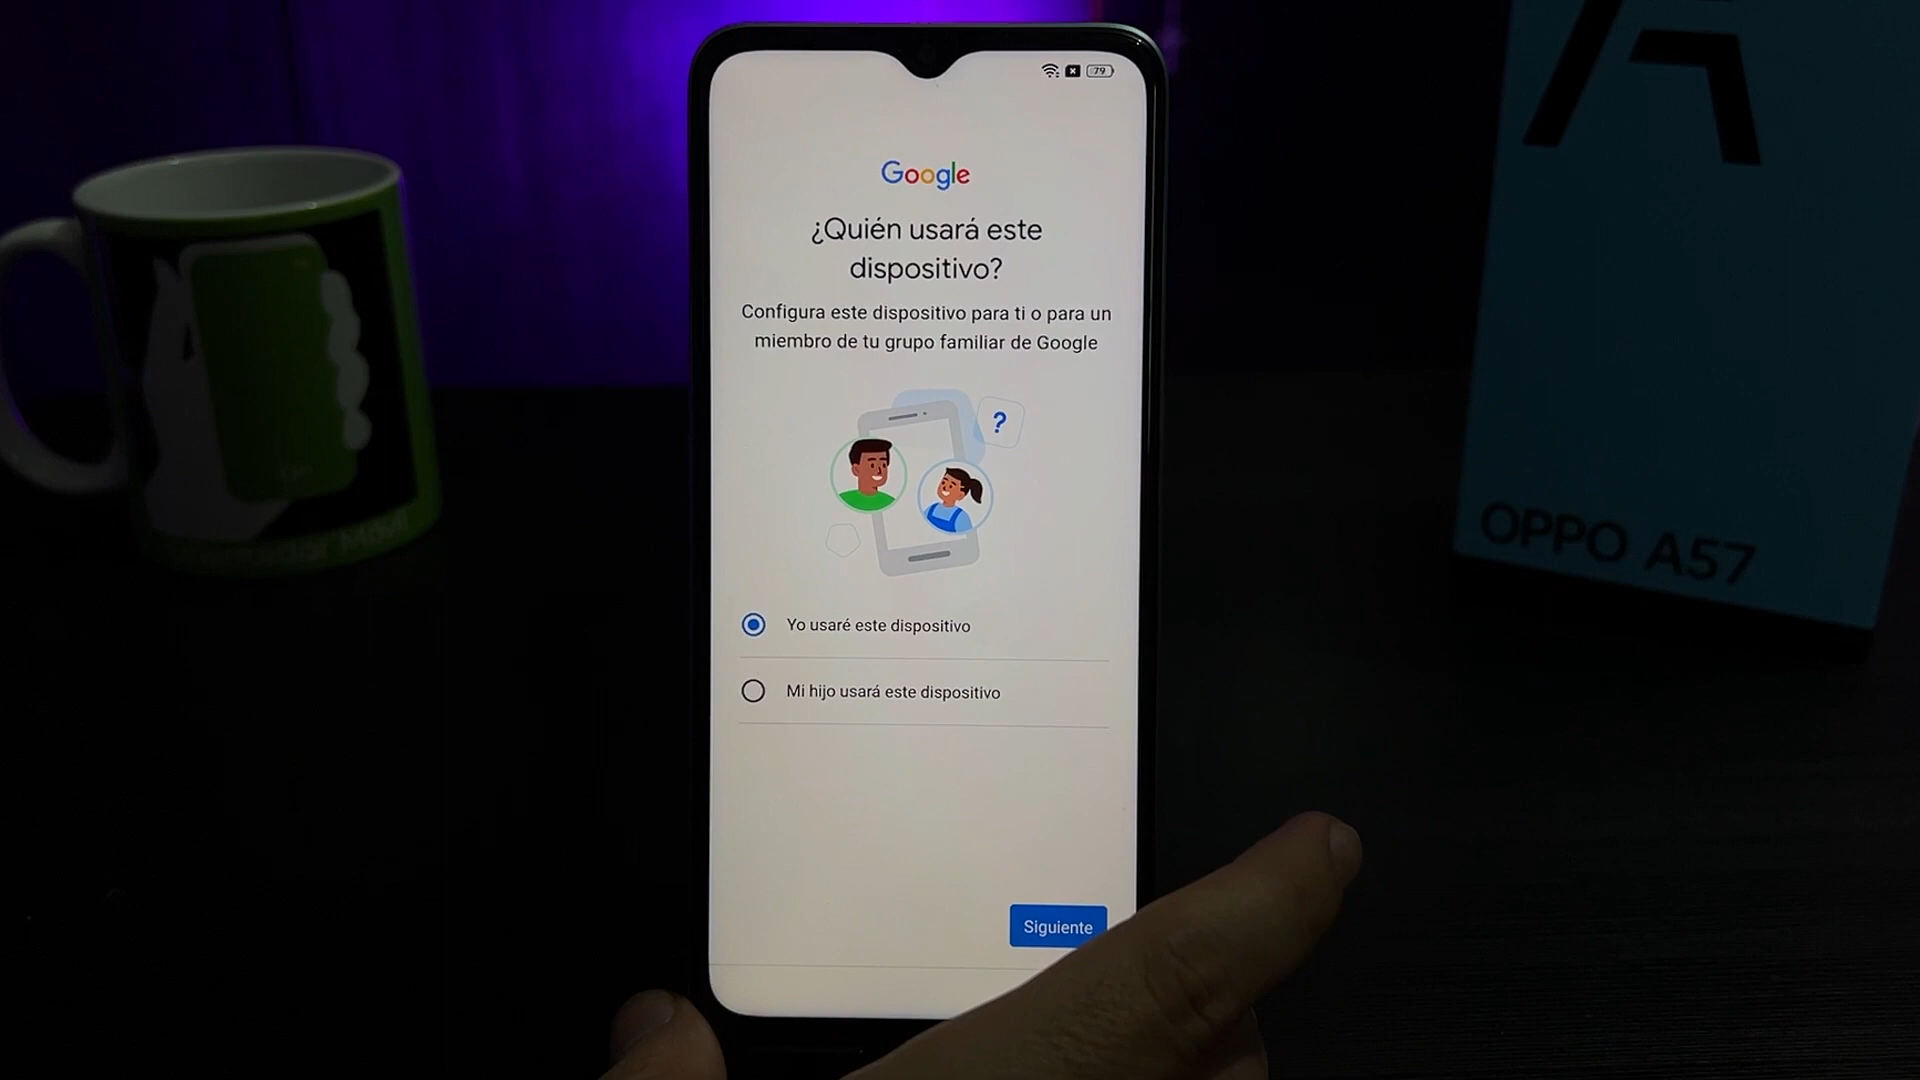 79
Google
¿Quién usará este
dispositivo?
Configura este dispositivo para ti o para un
miembro de tu grupo familiar de Google
?
Yo usaré este dispositivo
Mi hijo usará este dispositivo
Siguiente
A
OPPO A57